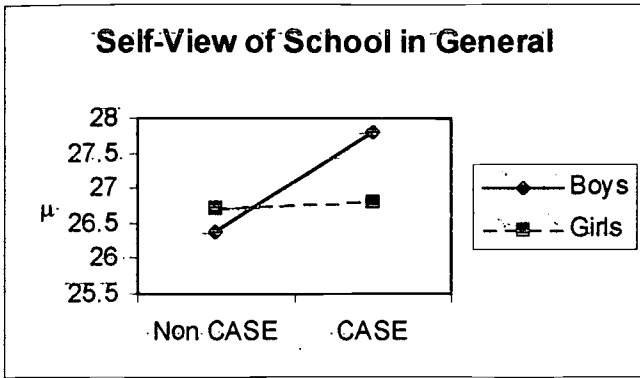 Self-View of School in General
28
27.5
27
26.5
26
25.5
μ
Non CASE
CASE
Boys
Girls